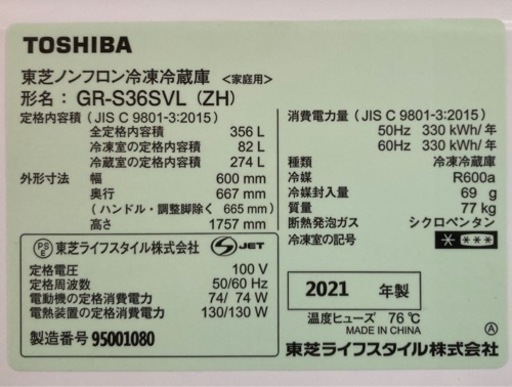 TOSHIBA
東芝ノンフロン冷凍冷蔵庫 <家庭用>
形名：GR-S36SVL (ZH)
定格内容積 (JIS C 9801-3:2015)
全定格内容積 356 L
冷凍室の定格内容積 82 L
冷蔵室の定格内容積 274 L
外形寸法 幅 600 mm
奥行 667 mm
(ハンドル・調整脚除く 665 mm)
高さ 1757 mm
PS
E
東芝ライフスタイル株式会社
S JET
定格電圧 100 V
定格周波数 50/60 Hz
電動機の定格消費電力 74/ 74 W
電熱装置の定格消費電力 130/130 W
製造番号 95001080
消費電力量 (JIS C 9801-3:2015)
50Hz 330 kWh/年
60Hz 330 kWh/年
種類 冷凍冷蔵庫
冷媒 R600a
冷媒封入量 69 g
質量 77 kg
断熱発泡ガス シクロペンタン
冷凍室の記号
2021 年製
温度ヒューズ 76℃
MADE IN CHINA
A
東芝ライフスタイル株式会社